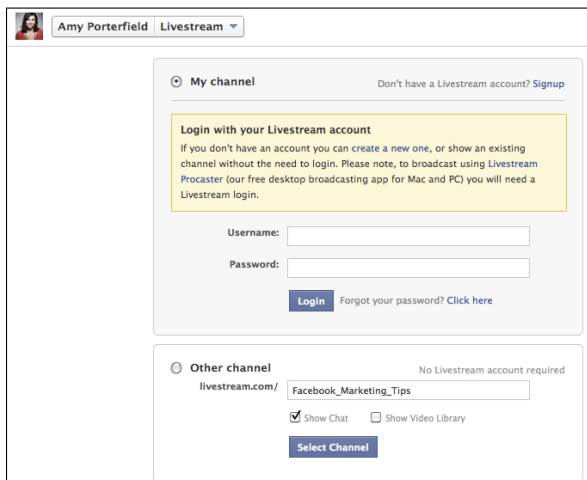 Amy Porterfield Livestream
My channel
Don't have a Livestream account? Signup
Login with your Livestream account
If you don't have an account you can create a new one, or show an existing
channel without the need to login. Please note, to broadcast using Livestream
Procaster (our free desktop broadcasting app for Mac and PC) you will need a
Livestream login.
Username:
Password:
Login Forgot your password? Click here
Other channel
No Livestream account required
livestream.com/ Facebook_Marketing_Tips
Show Chat Show Video Library
Select Channel